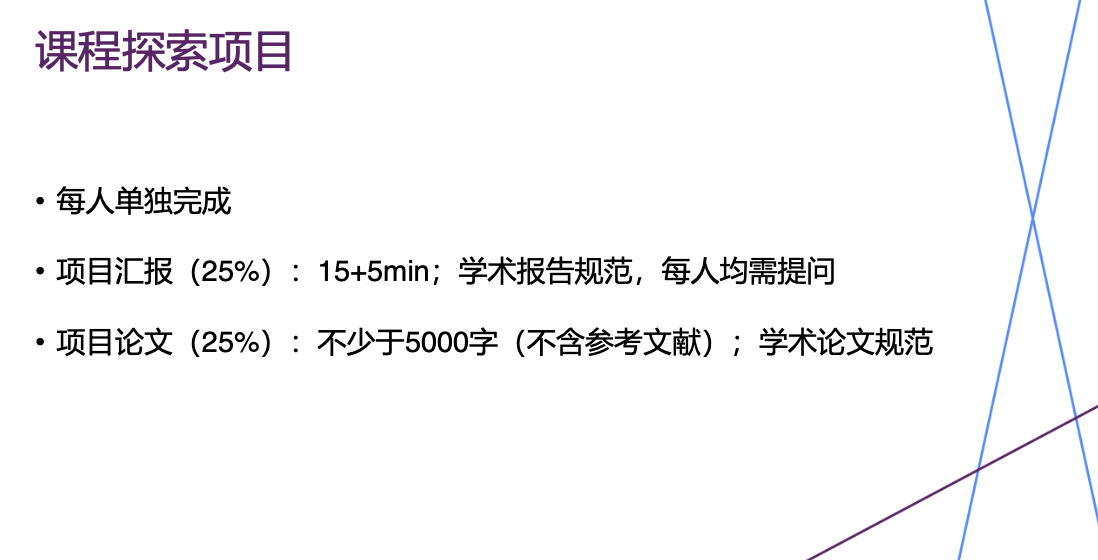 课程探索项目
• 每人单独完成
• 项目汇报（25%）：15+5min；学术报告规范，每人均需提问
• 项目论文（25%）：不少于5000字（不含参考文献）；学术论文规范